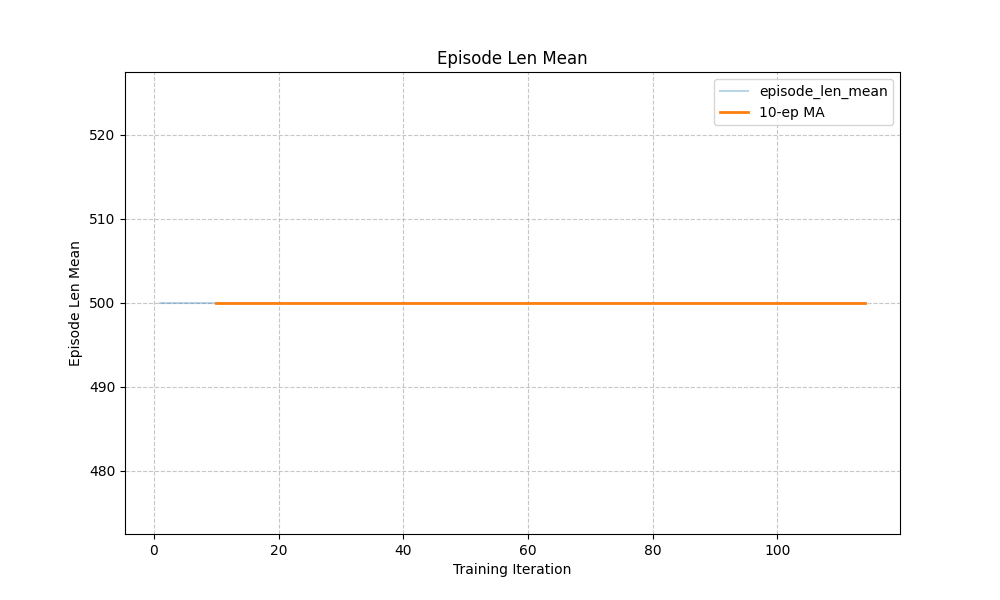 Episode Len Mean
episode_len_mean
10-ep MA
520
510
500
490
480
Episode Len Mean
0 20 40 60 80 100
Training Iteration